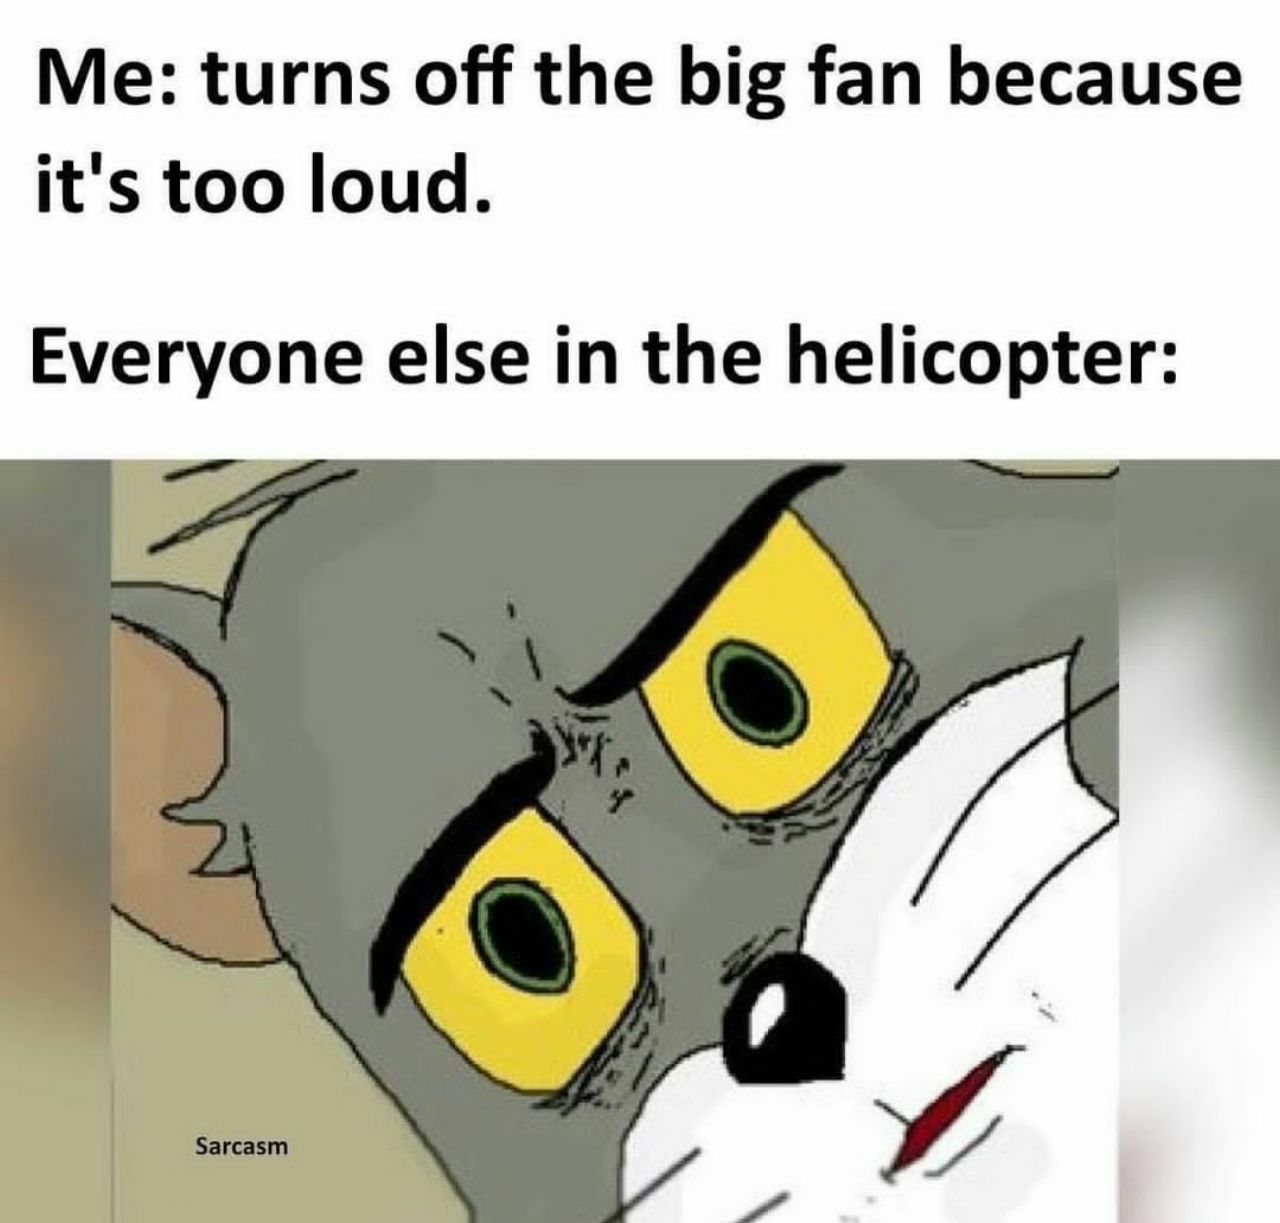 Me: turns off the big fan because
it's too loud.
Everyone else in the helicopter:
Sarcasm